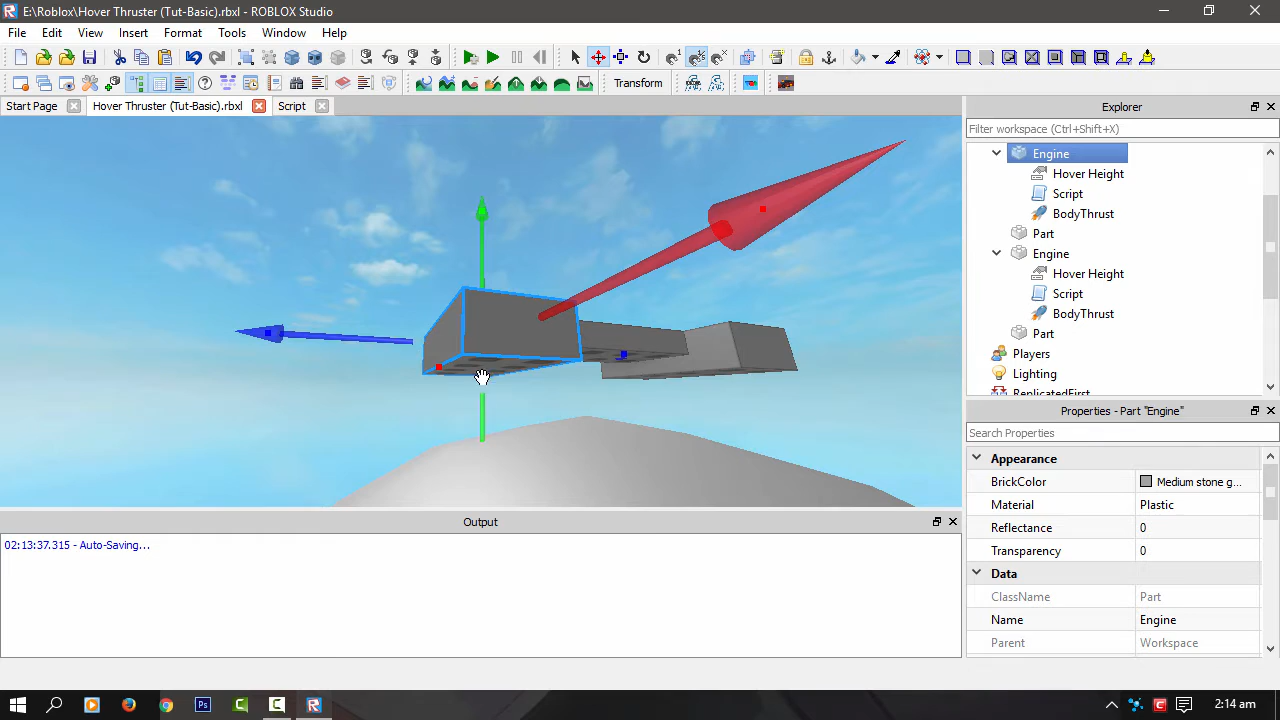 E:\Roblox\Hover Thruster (Tut-Basic).rbxl - ROBLOX Studio
File Edit View Insert Format Tools Window Help
Transform
Start Page Hover Thruster (Tut-Basic).rbxl Script
Explorer
Filter workspace (Ctrl+Shift+X)
Engine
Hover Height
Script
BodyThrust
Part
Engine
Hover Height
Script
BodyThrust
Part
Players
Lighting
ReplicatedFirst
Properties - Part "Engine"
Search Properties
Appearance
BrickColor Medium stone g...
Material Plastic
Reflectance 0
Transparency 0
Data
ClassName Part
Name Engine
Parent Workspace
Output
02:13:37.315 - Auto-Saving...
2:14 am